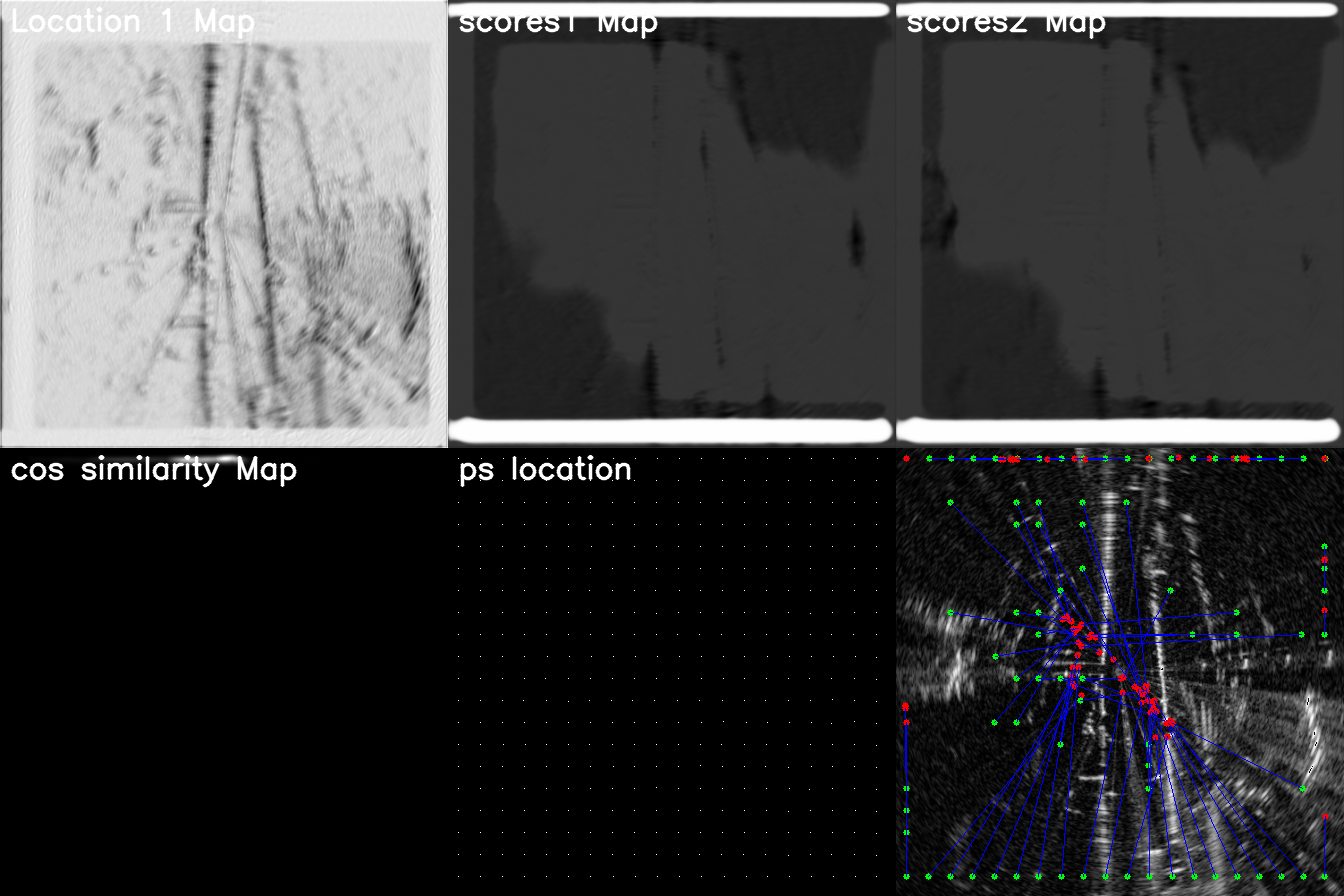 Location 1 Map
scores1 Map
scores2 Map
cos similarity Map
ps location